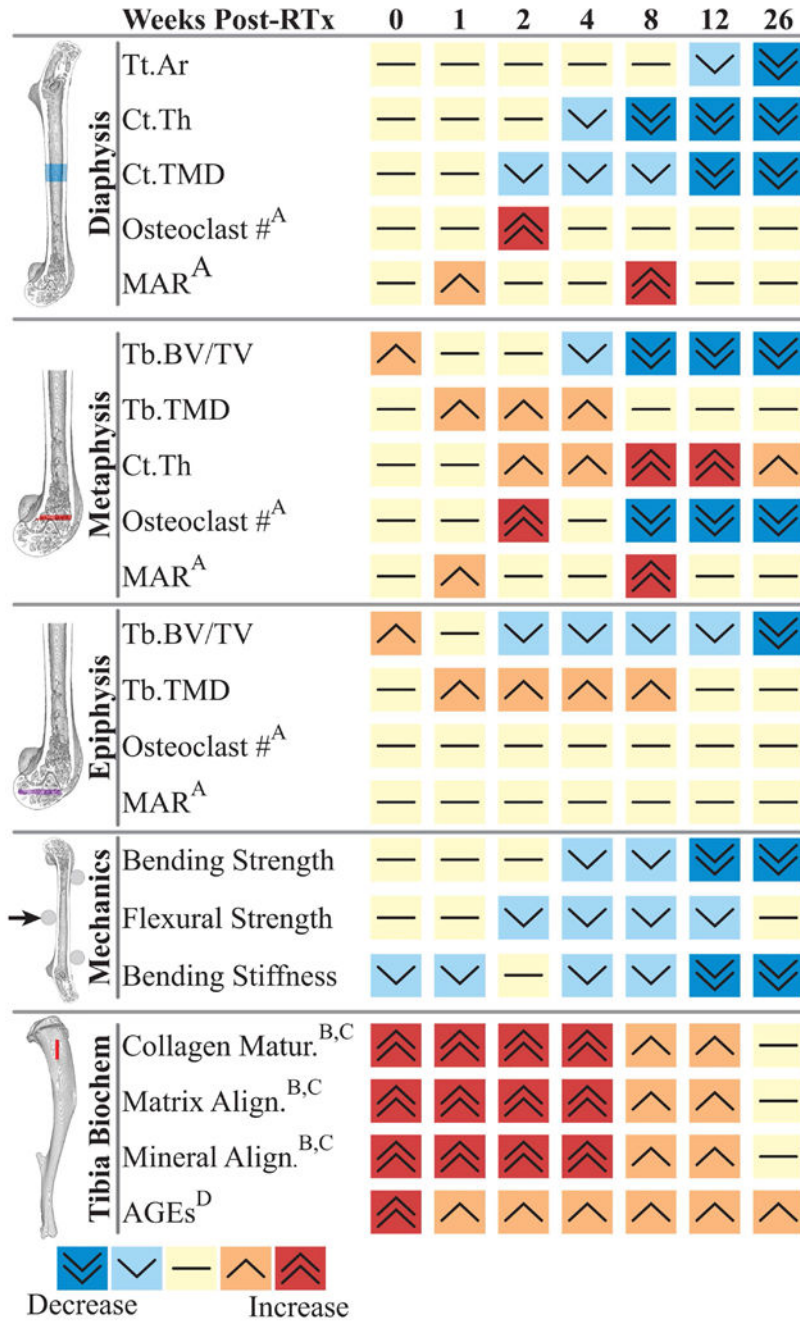 Weeks Post-RTx 0 1 2 4 8 12 26
Diaphysis
Tt.Ar
Ct.Th
Ct.TMD
Osteoclast #A
MARA
Metaphysis
Tb.BV/TV
Tb.TMD
Ct.Th
Osteoclast #A
MARA
Epiphysis
Tb.BV/TV
Tb.TMD
Osteoclast #A
MARA
Mechanics
Bending Strength
Flexural Strength
Bending Stiffness
Tibia Biochem
Collagen Matur.B,C
Matrix Align.B,C
Mineral Align.B,C
AGEsD
Decrease Increase